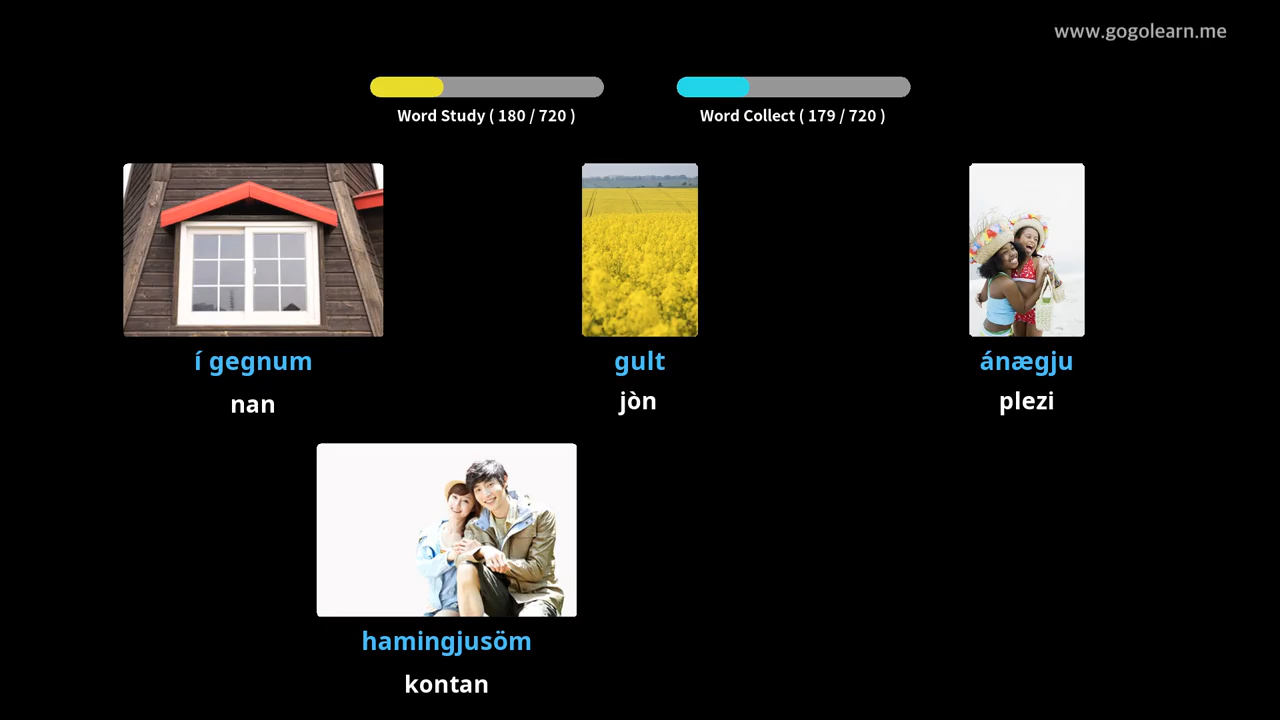 www.gogolearn.me
Word Study ( 180 / 720 )
Word Collect ( 179 / 720 )
í gegnum
nan
gult
jòn
ánægju
plezi
hamingjusöm
kontan